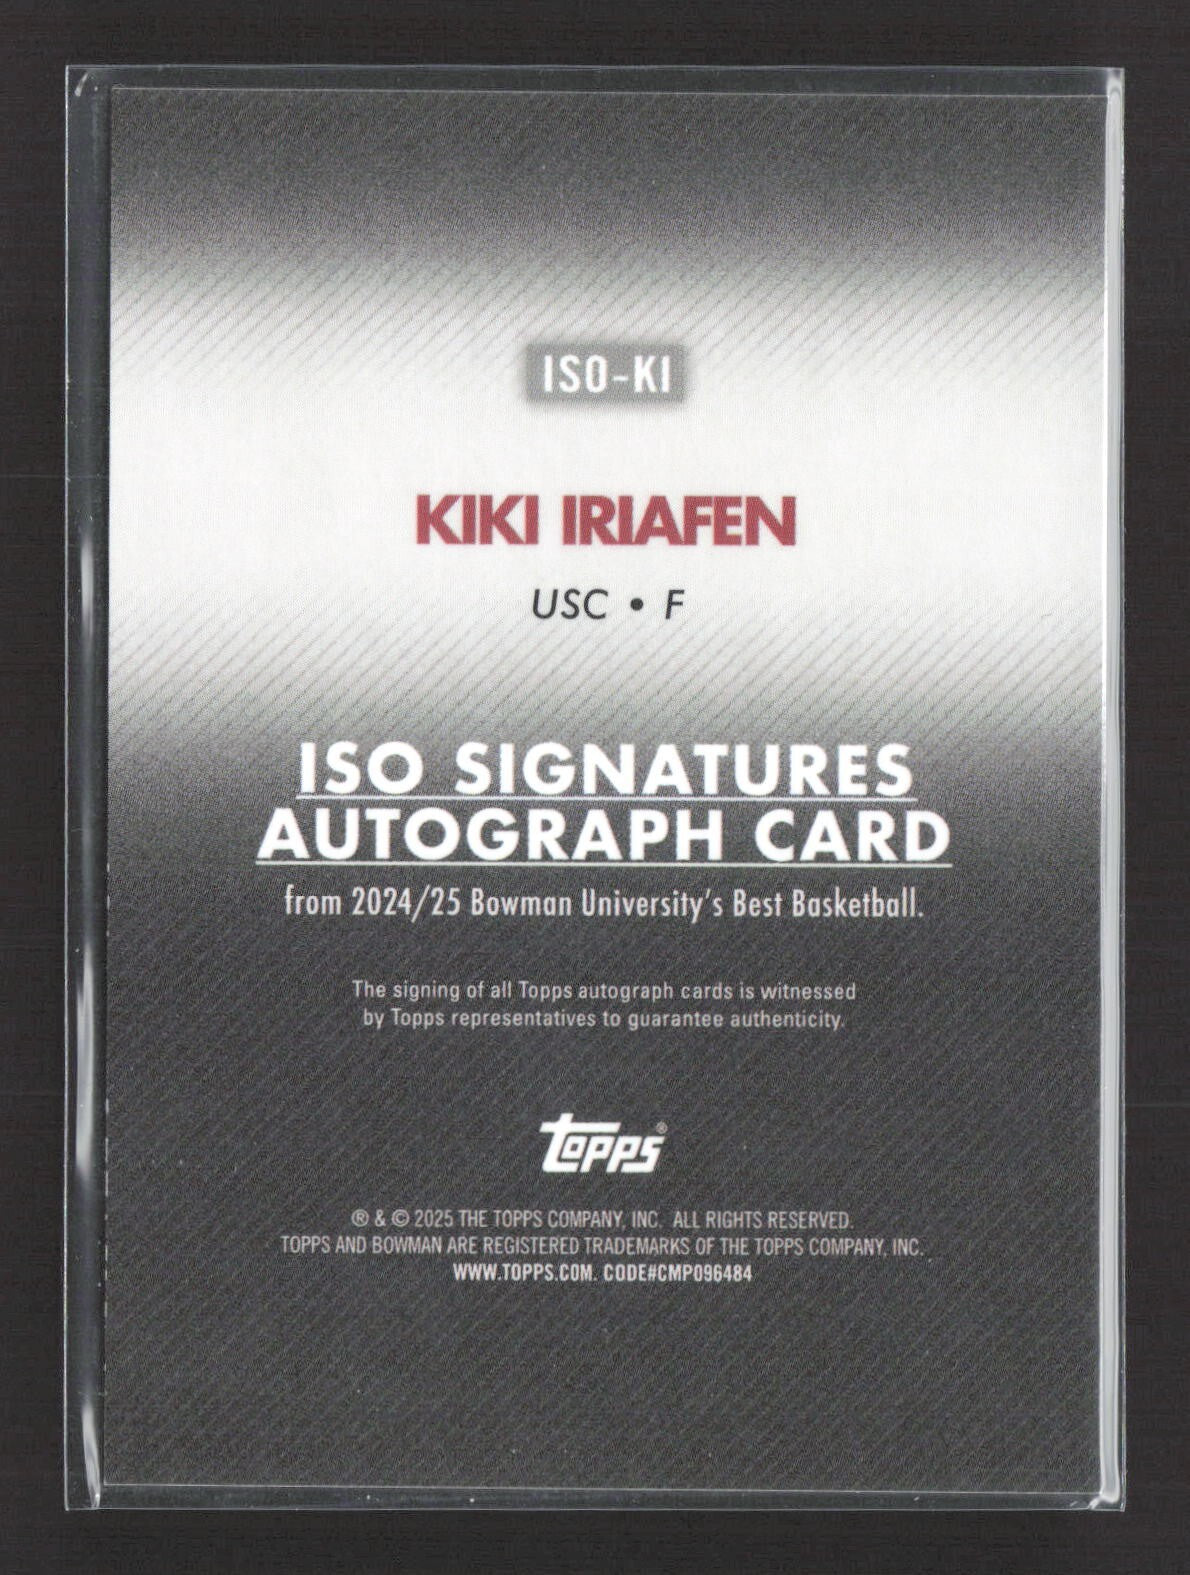 ISO-KI
KIKI IRIAFEN
USC • F
ISO SIGNATURES
AUTOGRAPH CARD
from 2024/25 Bowman University's Best Basketball.
The signing of all Topps autograph cards is witnessed
by Topps representatives to guarantee authenticity.
topps®
® & © 2025 THE TOPPS COMPANY, INC. ALL RIGHTS RESERVED.
TOPPS AND BOWMAN ARE REGISTERED TRADEMARKS OF THE TOPPS COMPANY, INC.
WWW.TOPPS.COM. CODE#CMP096484